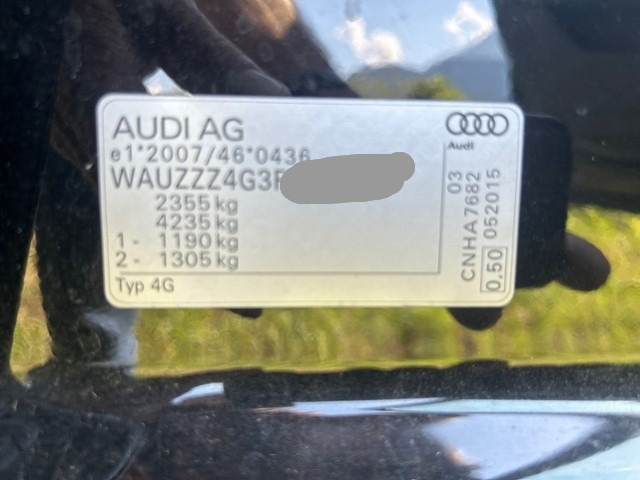 AUDI AG
Audi
e1*2007/46*0436
WAUZZZ4G3F
2355 kg
4235 kg
1 - 1190 kg
2 - 1305 kg
Typ 4G
03
CNHA7682
0,50 052015